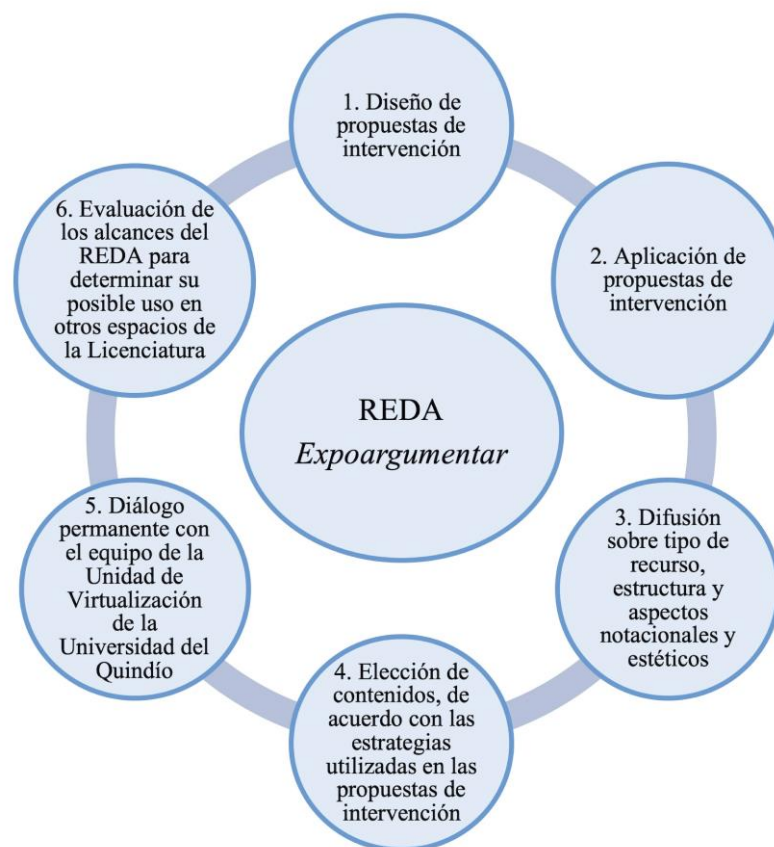 1. Diseño de
propuestas de
intervención
2. Aplicación de
propuestas de
intervención
3. Difusión
sobre tipo de
recurso,
estructura y
aspectos
notacionales y
estéticos
4. Elección de
contenidos, de
acuerdo con las
estrategias
utilizadas en las
propuestas de
intervención
5. Diálogo
permanente con
el equipo de la
Unidad de
Virtualización
de la
Universidad del
Quindío
6. Evaluación de
los alcances del
REDA para
determinar su
posible uso en
otros espacios de
la Licenciatura
REDA
Expoargumentar